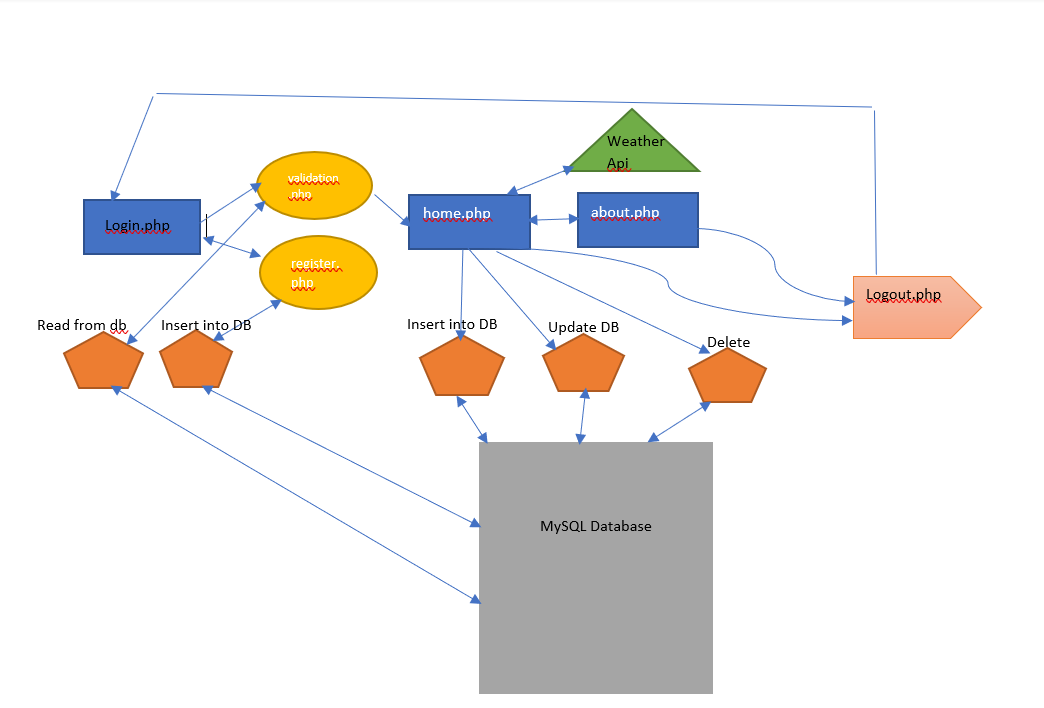 Weather
Api
validation
.php
home.php
about.php
Login.php
register.
php
Logout.php
Read from db
Insert into DB
Insert into DB
Update DB
Delete
MySQL Database